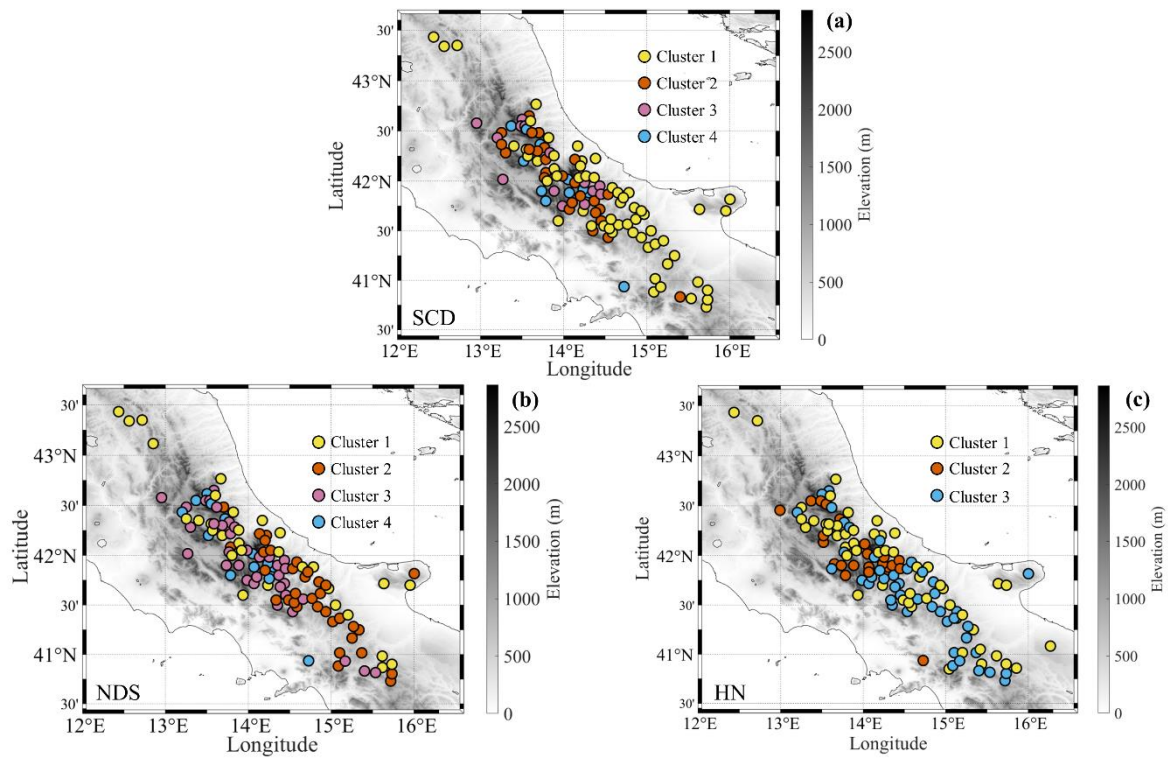 (a)
30'
43°N
30'
42°N
30'
41°N
30'
Latitude
Cluster 1
Cluster 2
Cluster 3
Cluster 4
SCD
12°E 13°E 14°E 15°E 16°E
Longitude
2500
2000
1500
1000
500
0
Elevation (m)
(b)
30'
43°N
30'
42°N
30'
41°N
30'
Latitude
Cluster 1
Cluster 2
Cluster 3
Cluster 4
NDS
12°E 13°E 14°E 15°E 16°E
Longitude
2500
2000
1500
1000
500
0
Elevation (m)
(c)
30'
43°N
30'
42°N
30'
41°N
30'
Latitude
Cluster 1
Cluster 2
Cluster 3
HN
12°E 13°E 14°E 15°E 16°E
Longitude
2500
2000
1500
1000
500
0
Elevation (m)